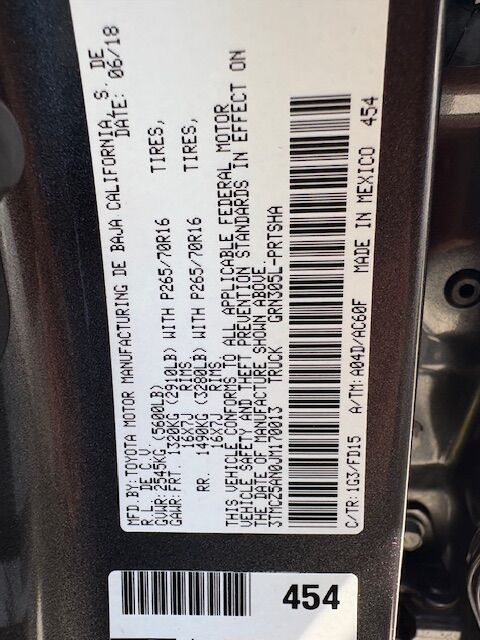 MFD.BY:TOYOTA MOTOR MANUFACTURING DE BAJA CALIFORNIA, S. DE
R.L. DE C.V. DATE: 06/18
GVWR:2545KG (5600LB)
GAWR:FRT. 1320KG (2910LB) WITH P265/70R16 TIRES,
16X7J RIMS
RR. 1490KG (3280LB) WITH P265/70R16 TIRES,
16X7J RIMS
THIS VEHICLE CONFORMS TO ALL APPLICABLE FEDERAL MOTOR
VEHICLE SAFETY AND THEFT PREVENTION STANDARDS IN EFFECT ON
THE DATE OF MANUFACTURE SHOWN ABOVE.
3TMCZ5AN0JM170013 TRUCK GRN305L-PRTSHA
C/TR:1G3/FD15 A/TM:A04D/AC60F MADE IN MEXICO 454
454